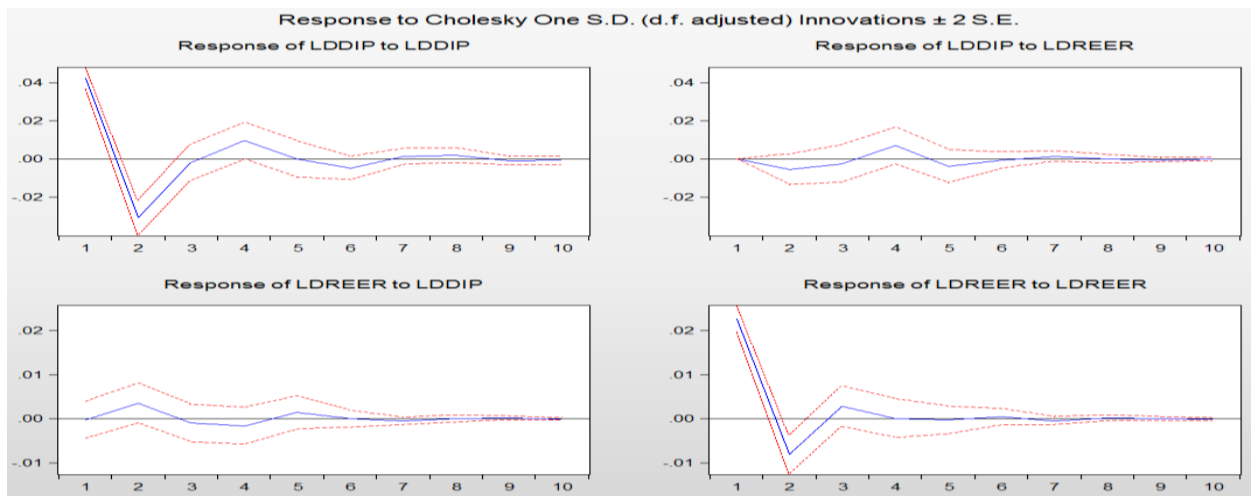 Response to Cholesky One S.D. (d.f. adjusted) Innovations ± 2 S.E.
Response of LDDIP to LDDIP
.04
.02
.00
-.02
1 2 3 4 5 6 7 8 9 10
Response of LDDIP to LDREER
.04
.02
.00
-.02
1 2 3 4 5 6 7 8 9 10
Response of LDREER to LDDIP
.02
.01
.00
-.01
1 2 3 4 5 6 7 8 9 10
Response of LDREER to LDREER
.02
.01
.00
-.01
1 2 3 4 5 6 7 8 9 10